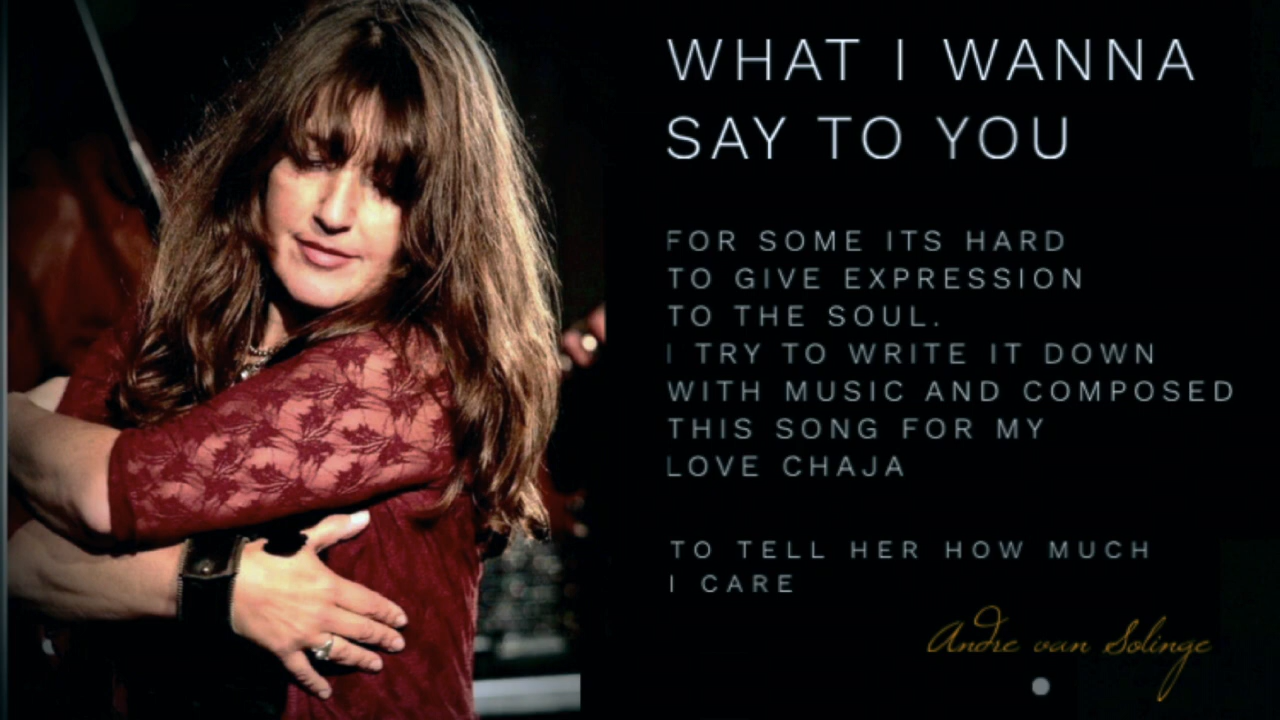 WHAT I WANNA
SAY TO YOU
FOR SOME ITS HARD
TO GIVE EXPRESSION
TO THE SOUL.
I TRY TO WRITE IT DOWN
WITH MUSIC AND COMPOSED
THIS SONG FOR MY
LOVE CHAJA
TO TELL HER HOW MUCH
I CARE
Andre van Solinge